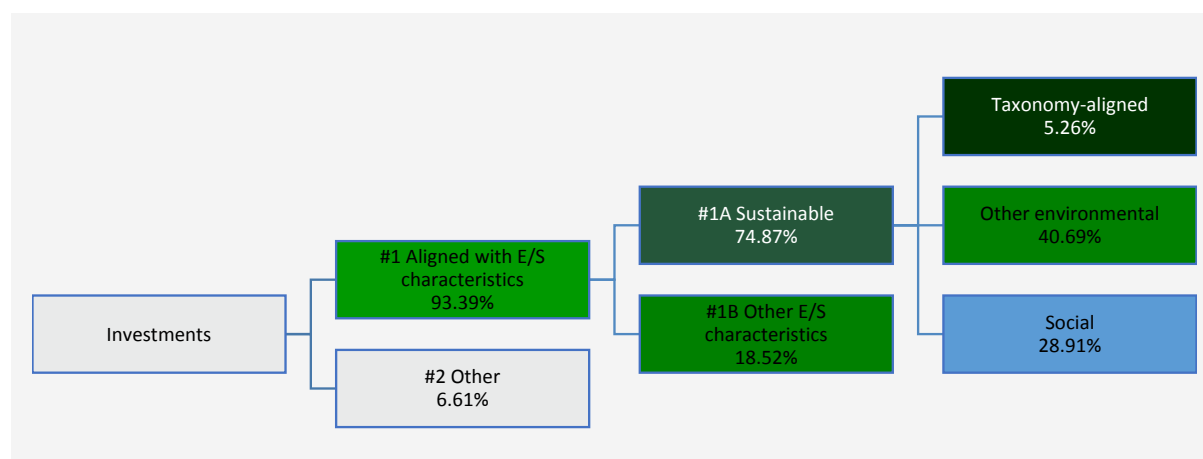 Investments
#1 Aligned with E/S
characteristics
93.39%
#2 Other
6.61%
#1A Sustainable
74.87%
#1B Other E/S
characteristics
18.52%
Taxonomy-aligned
5.26%
Other environmental
40.69%
Social
28.91%